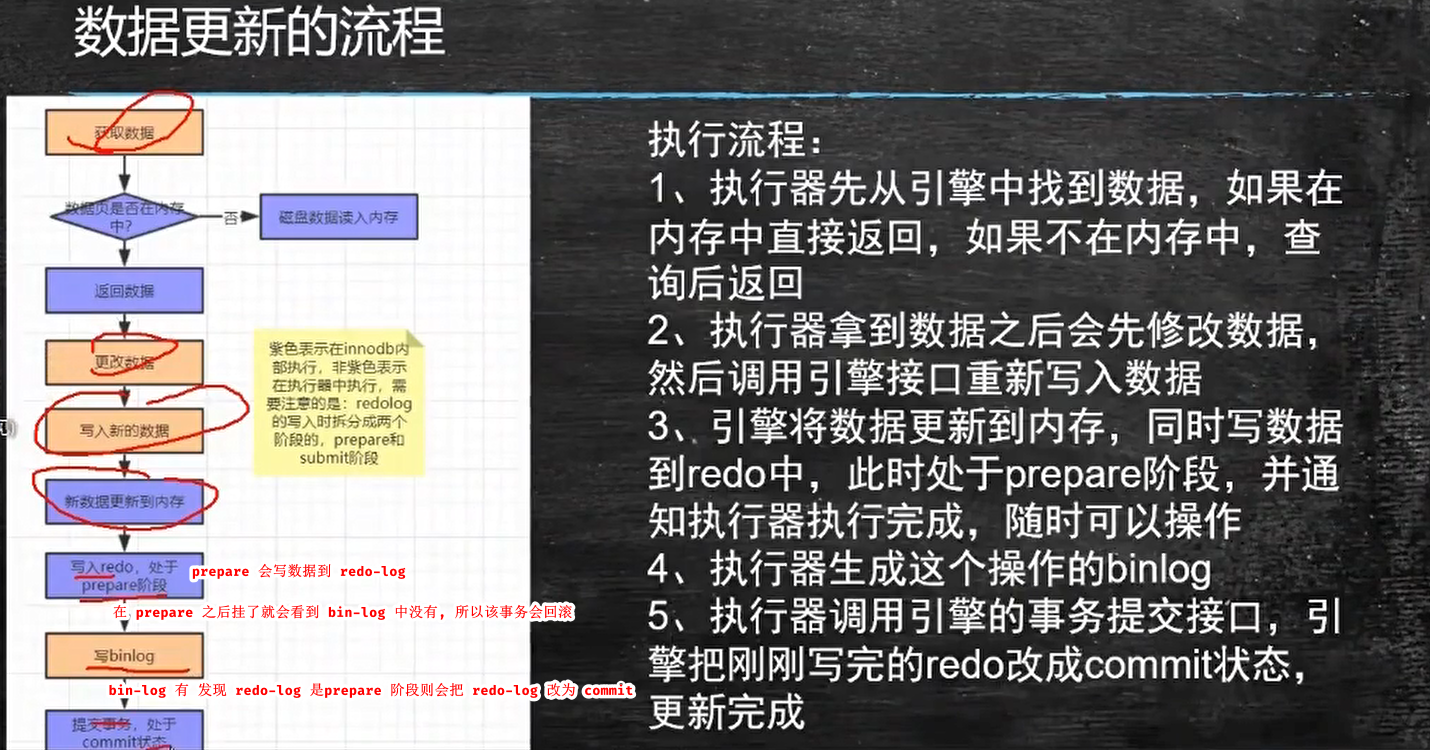 数据更新的流程
获取数据
数据页是否在内存
中?
否
磁盘数据读入内存
返回数据
更改数据
写入新的数据
新数据更新到内存
写入redo，处于
prepare阶段
写binlog
提交事务，处于
commit状态
紫色表示在innodb内
部执行，非紫色表示
在执行器中执行，需
要注意的是：redolog
的写入时拆分成两个
阶段的，prepare和
submit阶段
prepare 会写数据到 redo-log
在 prepare 之后挂了就会看到 bin-log 中没有，所以该事务会回滚
bin-log 有 发现 redo-log 是prepare 阶段则会把 redo-log 改为 commit
执行流程：
1、执行器先从引擎中找到数据，如果在
内存中直接返回，如果不在内存中，查
询后返回
2、执行器拿到数据之后会先修改数据，
然后调用引擎接口重新写入数据
3、引擎将数据更新到内存，同时写数据
到redo中，此时处于prepare阶段，并通
知执行器执行完成，随时可以操作
4、执行器生成这个操作的binlog
5、执行器调用引擎的事务提交接口，引
擎把刚刚写完的redo改成commit状态，
更新完成